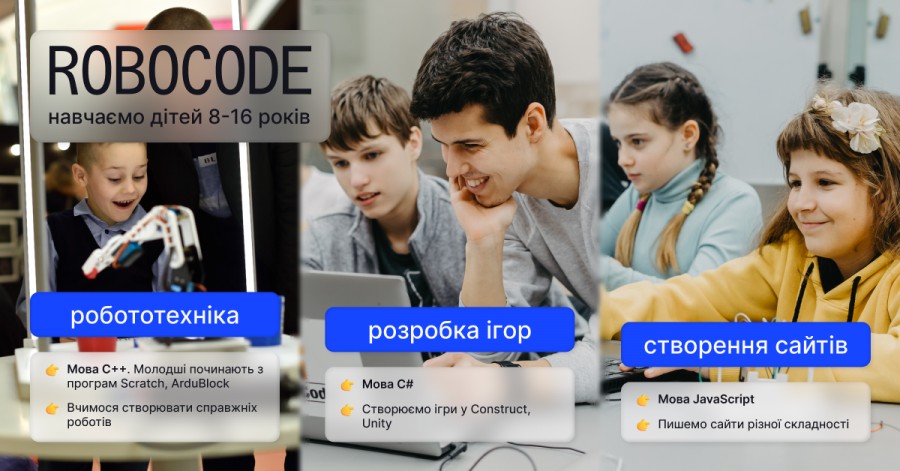 ROBOCODE
навчаємо дітей 8-16 років
робототехніка
👉 Мова C++. Молодші починають з
програм Scratch, ArduBlock
👉 Вчимося створювати справжніх
роботів
розробка ігор
👉 Мова C#
👉 Створюємо ігри у Construct,
Unity
створення сайтів
👉 Мова JavaScript
👉 Пишемо сайти різної складності